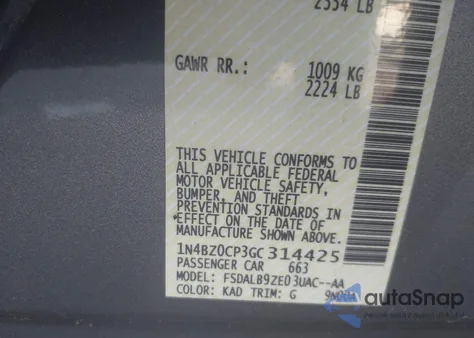 2554 LB
GAWR RR.: 1009 KG
2224 LB
THIS VEHICLE CONFORMS TO
ALL APPLICABLE FEDERAL
MOTOR VEHICLE SAFETY,
BUMPER, AND THEFT
PREVENTION STANDARDS IN
*EFFECT ON THE DATE OF
MANUFACTURE SHOWN ABOVE.
1N4BZ0CP3GC314425
PASSENGER CAR 663
MODEL: FSDALB9ZE03UAC--AA
COLOR: KAD TRIM: G
autoSnap